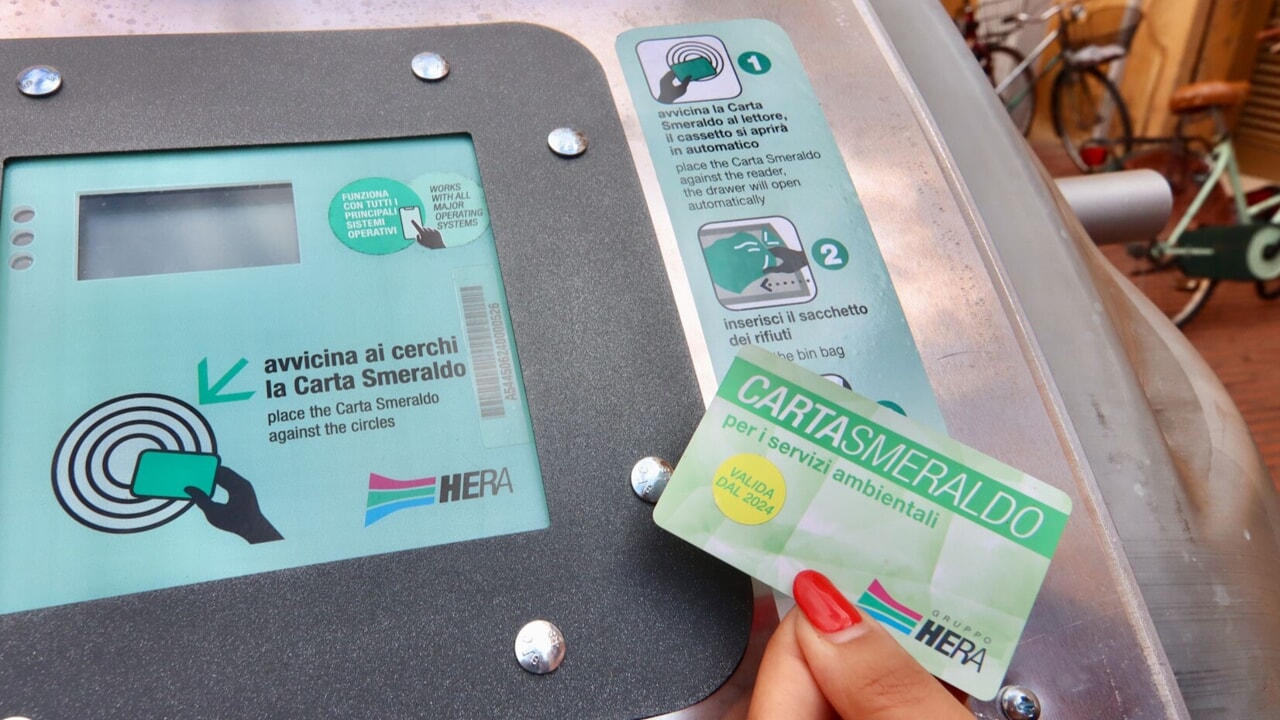 FUNZIONA
CON TUTTI I
PRINCIPALI
SISTEMI
OPERATIVI
WORKS
WITH ALL
MAJOR
OPERATING
SYSTEMS
avvicina ai cerchi
la Carta Smeraldo
place the Carta Smeraldo
against the circles
HERA
1
avvicina la Carta
Smeraldo al lettore,
il cassetto si aprirà
in automatico
place the Carta Smeraldo
against the reader,
the drawer will open
automatically
2
inserisci il sacchetto
dei rifiuti
the bin bag
CARTASMERALDO
per i servizi ambientali
VALIDA
DAL 2024
GRUPPO
HERA